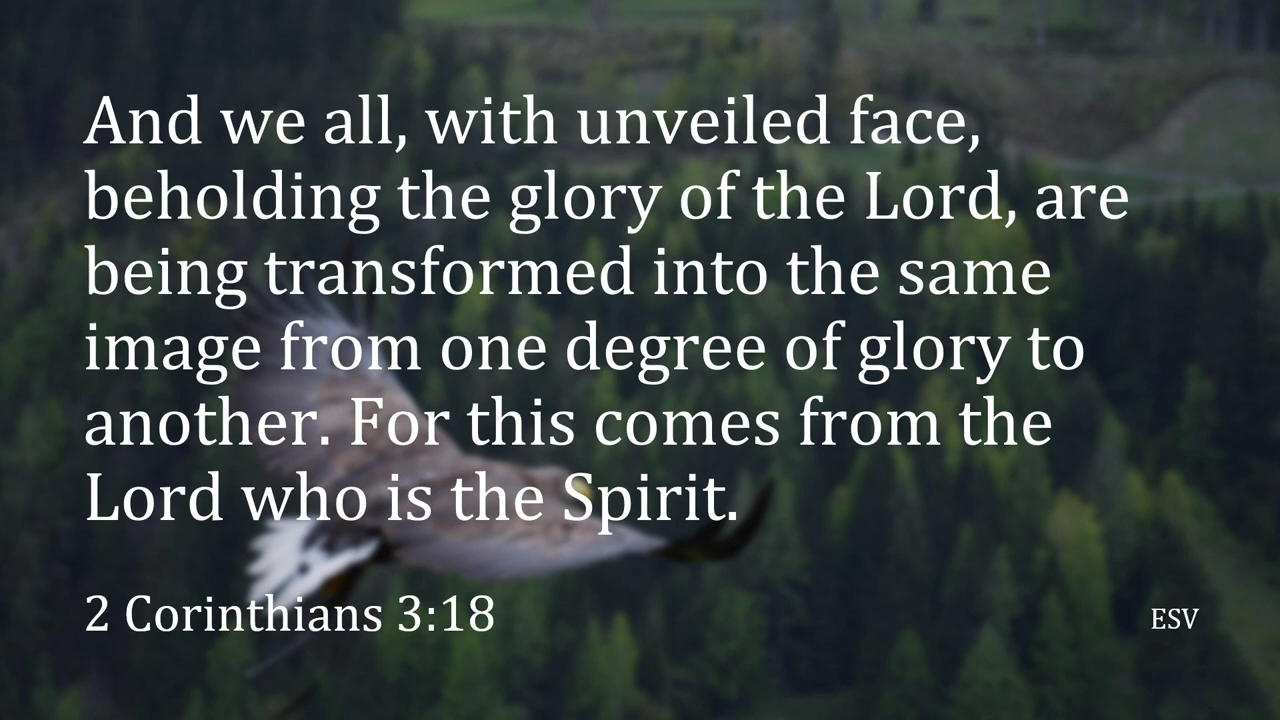 And we all, with unveiled face,
beholding the glory of the Lord, are
being transformed into the same
image from one degree of glory to
another. For this comes from the
Lord who is the Spirit.
2 Corinthians 3:18
ESV